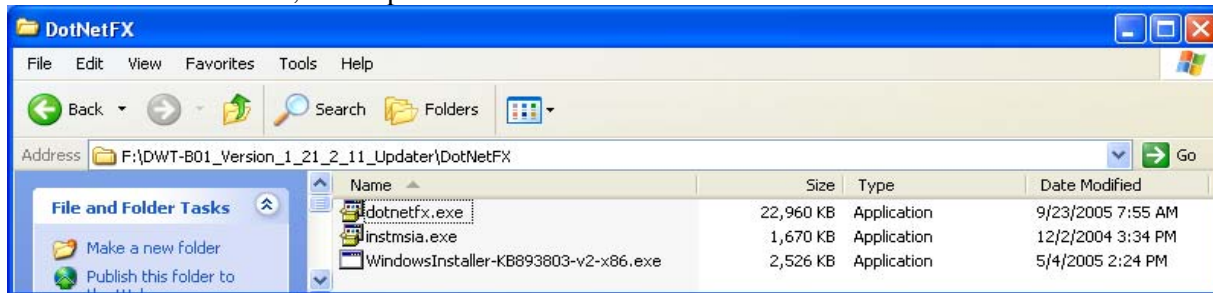 DotNetFX
File Edit View Favorites Tools Help
Back Search Folders
Address F:\DWT-B01_Version_1_21_2_11_Updater\DotNetFX Go
Name Size Type Date Modified
File and Folder Tasks
dotnetfx.exe 22,960 KB Application 9/23/2005 7:55 AM
Make a new folder
instmsia.exe 1,670 KB Application 12/2/2004 3:34 PM
WindowsInstaller-KB893803-v2-x86.exe 2,526 KB Application 5/4/2005 2:24 PM
Publish this folder to